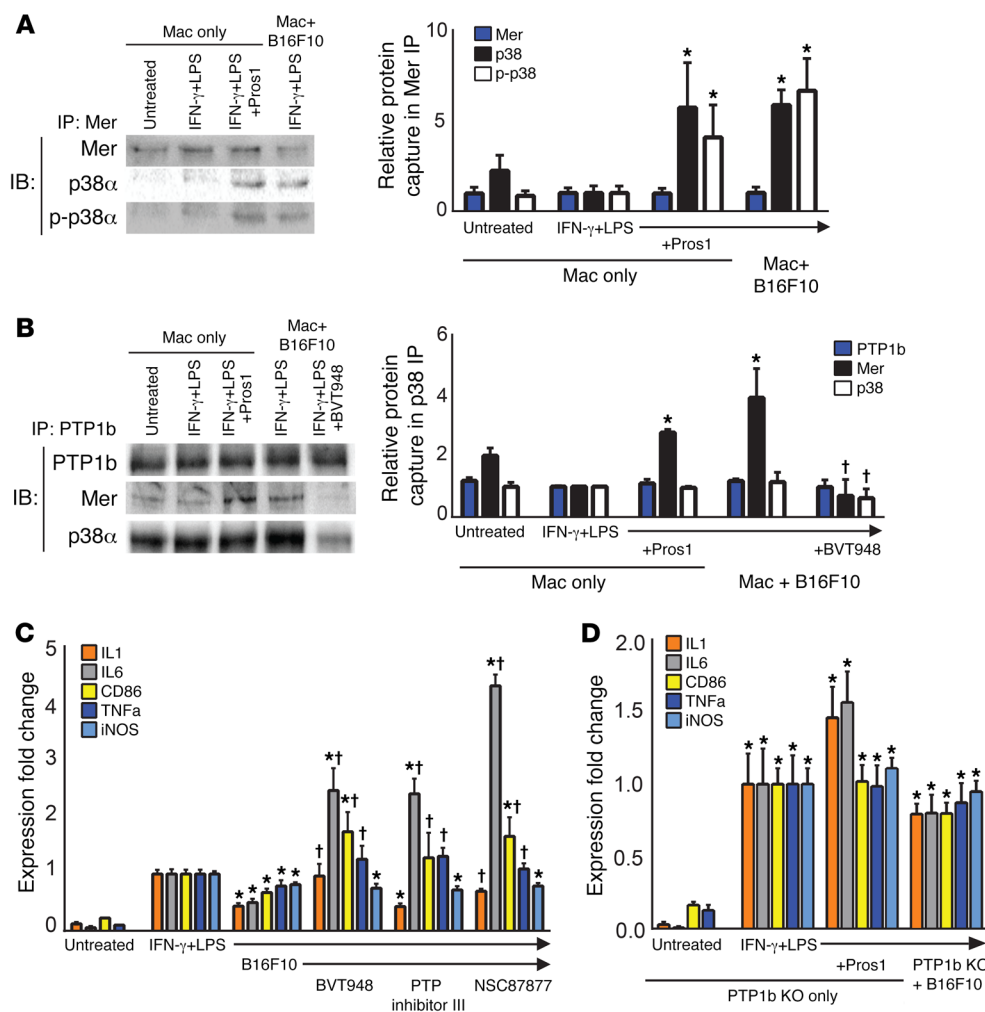 A
Mac only
Mac+
B16F10
Untreated
IFN-γ+LPS
IFN-γ+LPS
+Pros1
IFN-γ+LPS
IP: Mer
IB:
Mer
p38α
p-p38α
Relative protein
capture in Mer IP
10
5
0
Mer
p38
p-p38
* * * *
Untreated
IFN-γ+LPS
+Pros1
Mac only
Mac+
B16F10
B
Mac only
Mac+
B16F10
Untreated
IFN-γ+LPS
IFN-γ+LPS
+Pros1
IFN-γ+LPS
IFN-γ+LPS
+BVT948
IP: PTP1b
IB:
PTP1b
Mer
p38α
Relative protein
capture in p38 IP
6
4
2
0
PTP1b
Mer
p38
* * † †
Untreated
IFN-γ+LPS
+Pros1
+BVT948
Mac only
Mac + B16F10
C
Expression fold change
5
4
3
2
1
0
IL1
IL6
CD86
TNFa
iNOS
* * * * *
† *† *† † *
* *† † † *
† *† *† † *
Untreated
IFN-γ+LPS
B16F10
BVT948
PTP
inhibitor III
NSC87877
D
Expression fold change
2.0
1.5
1.0
0.5
0.0
IL1
IL6
CD86
TNFa
iNOS
* * * * *
* * * * *
* * * * *
Untreated
IFN-γ+LPS
+Pros1
PTP1b KO only
PTP1b KO
+ B16F10